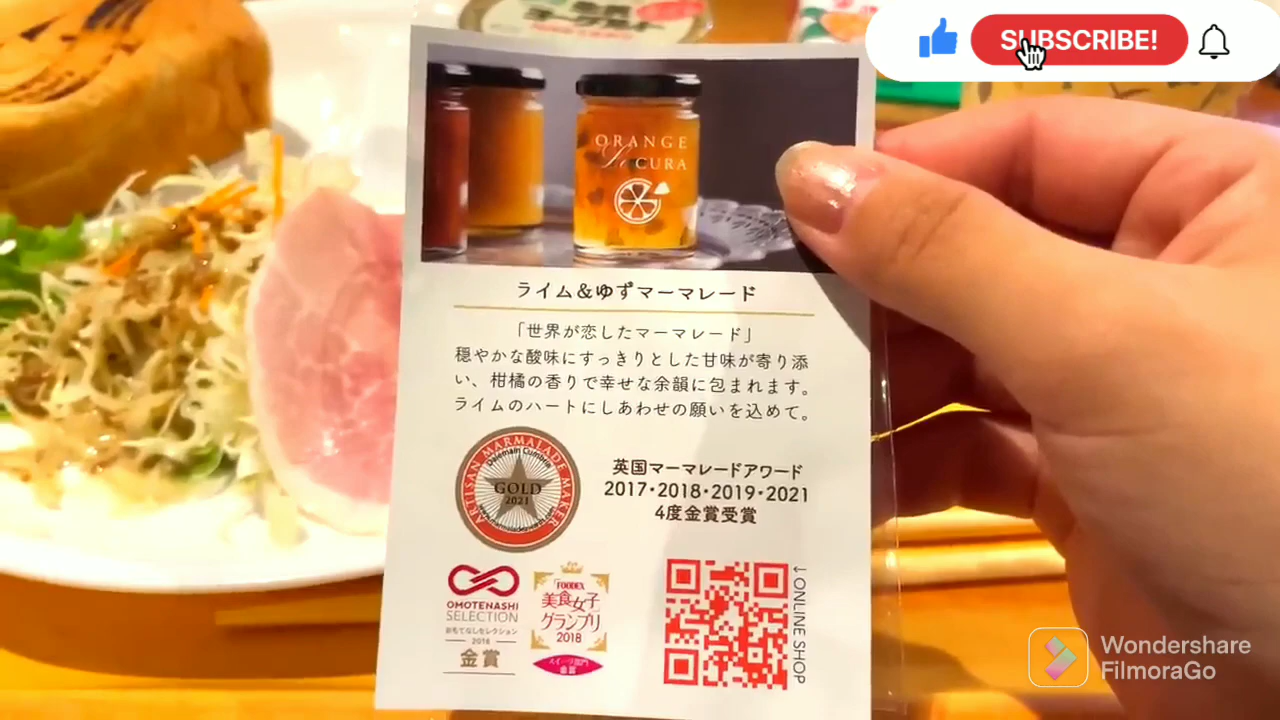 SUBSCRIBE!
ORANGE
CURA
ライム&ゆずマーマレード
「世界が恋したマーマレード」
穏やかな酸味にすっきりとした甘味が寄り添
い、柑橘の香りで幸せな余韻に包まれます。
ライムのハートにしあわせの願いを込めて。
ARTISAN MARMALADE MAKER
Dalemain Cumbria
GOLD
2021
英国マーマレードアワード
2017・2018・2019・2021
4度金賞受賞
OMOTENASHI
SELECTION
おもてなしセレクション
金賞
FOODEX
美食女子
グランプリ
2018
↓ONLINE SHOP
Wondershare
FilmoraGo